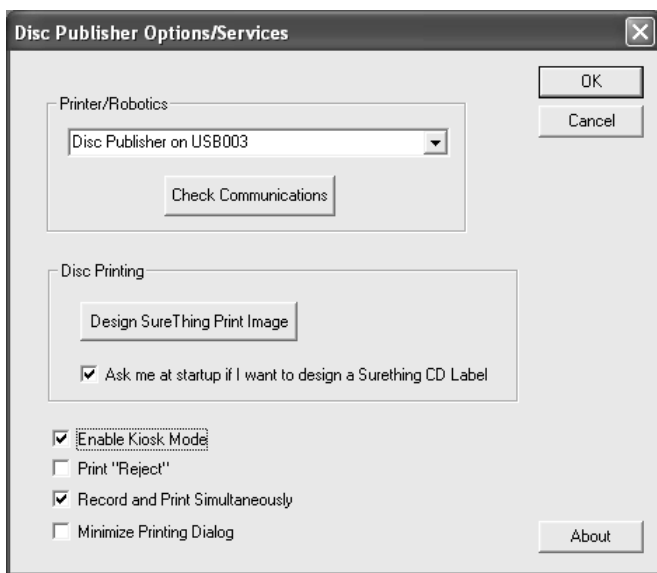 Disc Publisher Options/Services
OK
Printer/Robotics
Cancel
Disc Publisher on USB003
Check Communications
Disc Printing
Design SureThing Print Image
Ask me at startup if I want to design a Surething CD Label
Enable Kiosk Mode
Print "Reject"
Record and Print Simultaneously
Minimize Printing Dialog
About